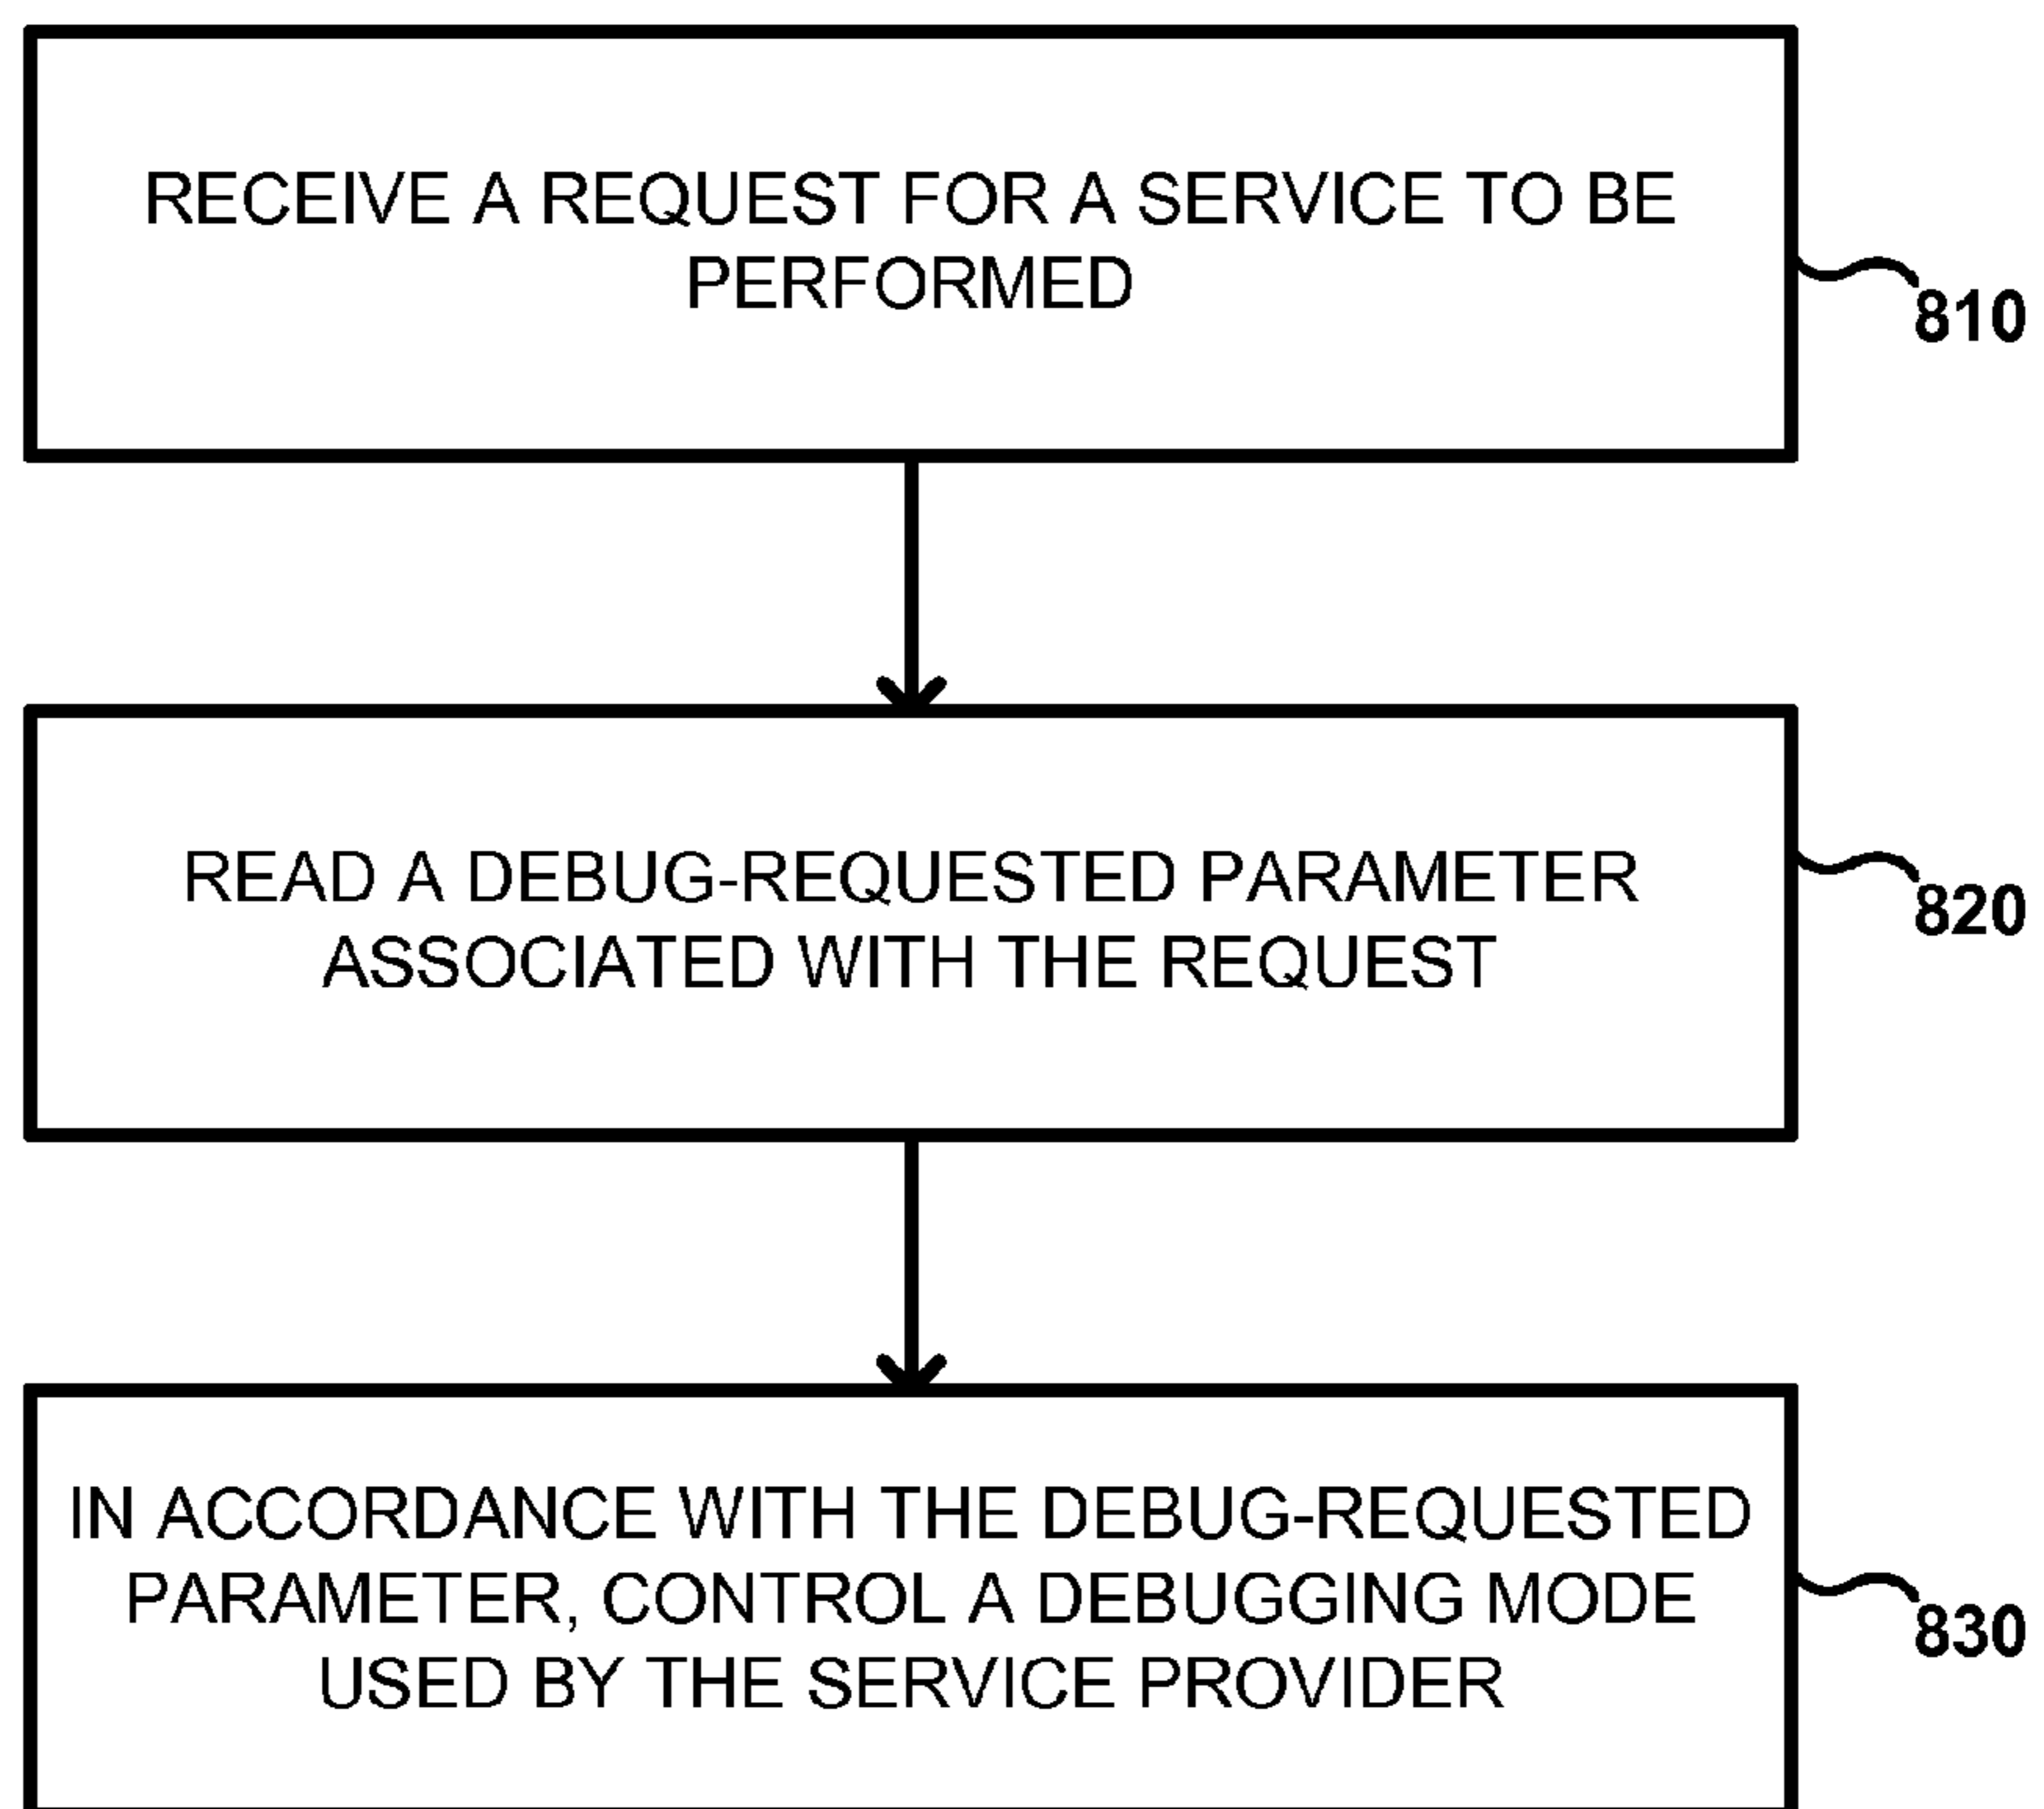 RECEIVE A REQUEST FOR A SERVICE TO BE
PERFORMED
810
READ A DEBUG-REQUESTED PARAMETER
ASSOCIATED WITH THE REQUEST
820
IN ACCORDANCE WITH THE DEBUG-REQUESTED
PARAMETER, CONTROL A DEBUGGING MODE
USED BY THE SERVICE PROVIDER
830